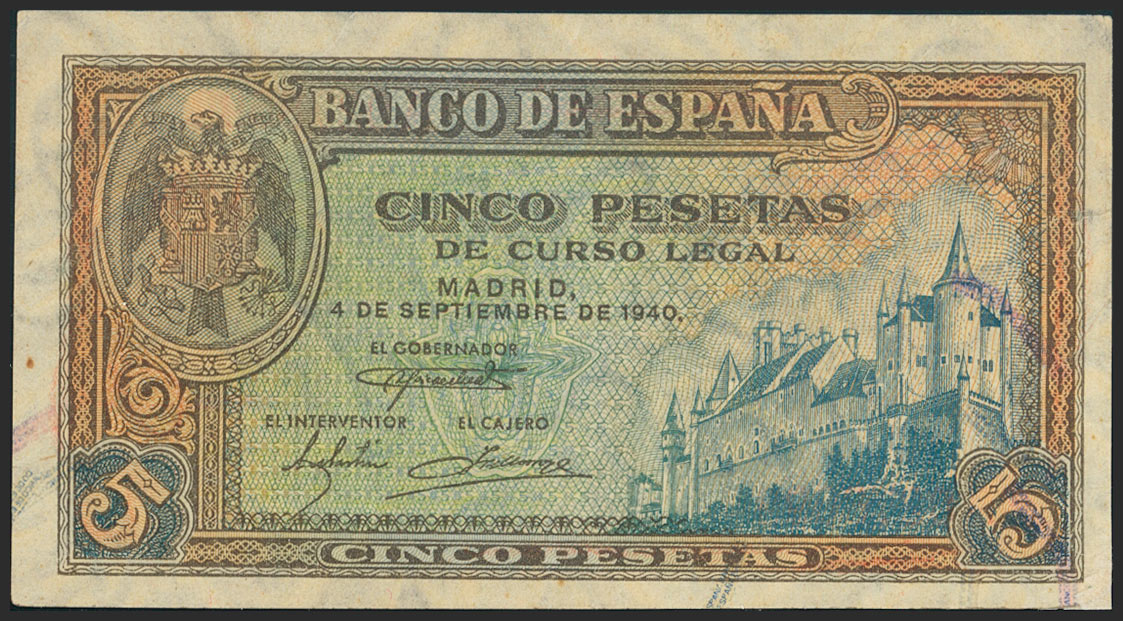 BANCO DE ESPAÑA
CINCO PESETAS
DE CURSO LEGAL
MADRID,
4 DE SEPTIEMBRE DE 1940.
EL GOBERNADOR
EL INTERVENTOR EL CAJERO
5 5
CINCO PESETAS